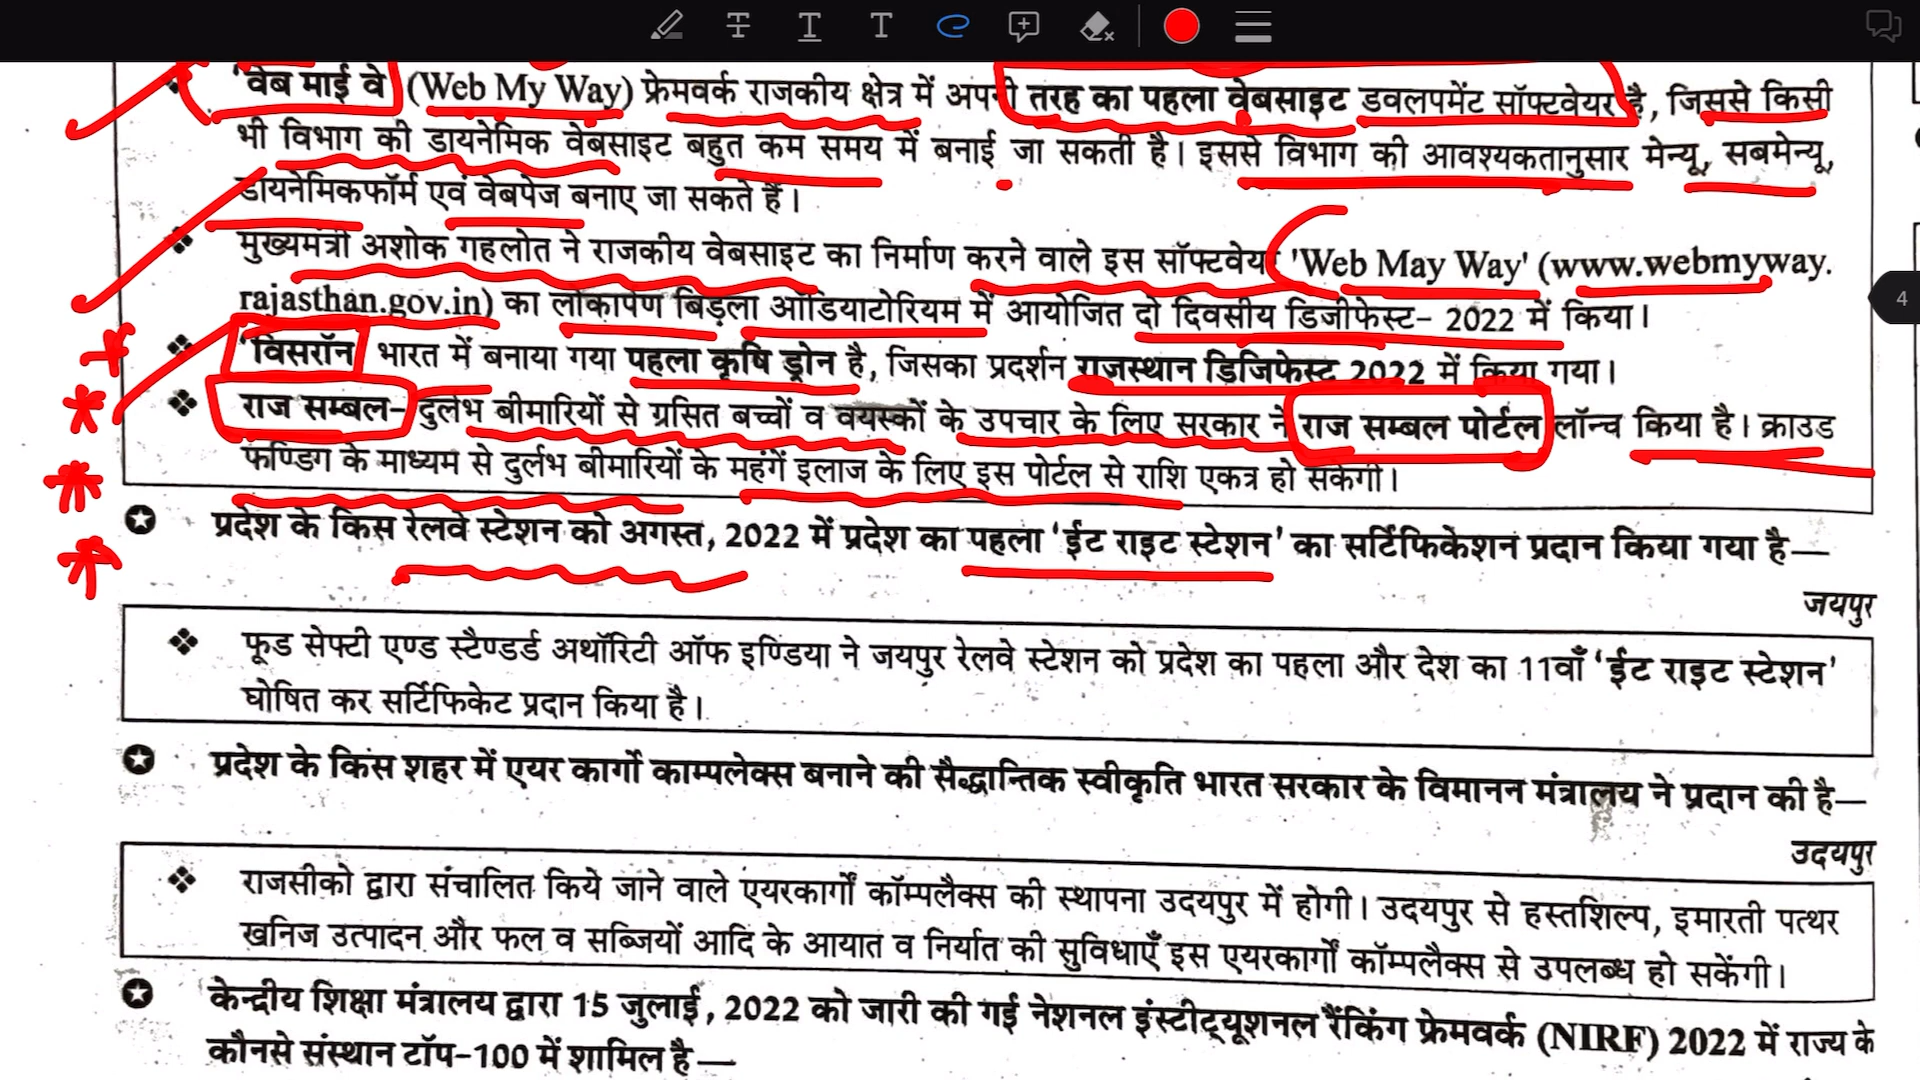 'वेब माई वे' (Web My Way) फ्रेमवर्क राजकीय क्षेत्र में अपनी तरह का पहला वेबसाइट डवलपमेंट सॉफ्टवेयर है, जिससे किसी
भी विभाग की डायनेमिक वेबसाइट बहुत कम समय में बनाई जा सकती है। इससे विभाग की आवश्यकतानुसार मेन्यू, सबमेन्यू,
डायनेमिकफॉर्म एवं वेबपेज बनाए जा सकते हैं।
मुख्यमंत्री अशोक गहलोत ने राजकीय वेबसाइट का निर्माण करने वाले इस सॉफ्टवेयर 'Web May Way' (www.webmyway.
rajasthan.gov.in) का लोकार्पण बिड़ला ऑडियाटोरियम में आयोजित दो दिवसीय डिजीफेस्ट- 2022 में किया।
'विसरॉन' भारत में बनाया गया पहला कृषि ड्रोन है, जिसका प्रदर्शन राजस्थान डिजिफेस्ट 2022 में किया गया।
राज सम्बल- दुर्लभ बीमारियों से ग्रसित बच्चों व वयस्कों के उपचार के लिए सरकार ने राज सम्बल पोर्टल लॉन्च किया है। क्राउड
फण्डिंग के माध्यम से दुर्लभ बीमारियों के महंगें इलाज के लिए इस पोर्टल से राशि एकत्र हो सकेगी।
प्रदेश के किस रेलवे स्टेशन को अगस्त, 2022 में प्रदेश का पहला 'ईट राइट स्टेशन' का सर्टिफिकेशन प्रदान किया गया है—
जयपुर
फूड सेफ्टी एण्ड स्टैण्डर्ड अथॉरिटी ऑफ इण्डिया ने जयपुर रेलवे स्टेशन को प्रदेश का पहला और देश का 11वाँ 'ईट राइट स्टेशन'
घोषित कर सर्टिफिकेट प्रदान किया है।
प्रदेश के किस शहर में एयर कार्गो काम्पलेक्स बनाने की सैद्धान्तिक स्वीकृति भारत सरकार के विमानन मंत्रालय ने प्रदान की है—
उदयपुर
राजसीको द्वारा संचालित किये जाने वाले एयरकार्गों कॉम्पलैक्स की स्थापना उदयपुर में होगी। उदयपुर से हस्तशिल्प, इमारती पत्थर
खनिज उत्पादन और फल व सब्जियों आदि के आयात व निर्यात की सुविधाएँ इस एयरकार्गों कॉम्पलैक्स से उपलब्ध हो सकेंगी।
केन्द्रीय शिक्षा मंत्रालय द्वारा 15 जुलाई, 2022 को जारी की गई नेशनल इंस्टीट्यूशनल रैंकिंग फ्रेमवर्क (NIRF) 2022 में राज्य के
कौनसे संस्थान टॉप-100 में शामिल है—
4